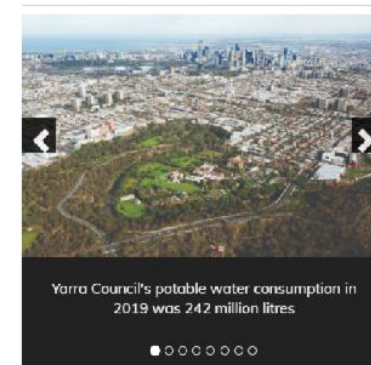 Yarra Council's potable water consumption in
2019 was 242 million litres